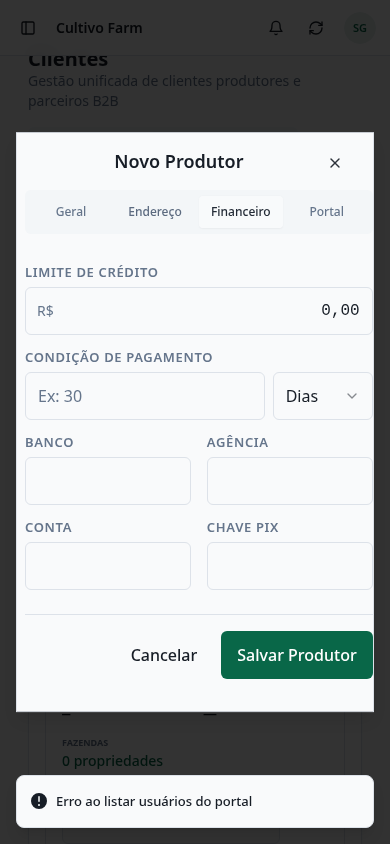 Cultivo Farm
SG
Clientes
Gestão unificada de clientes produtores e
parceiros B2B
Novo Produtor
Geral
Endereço
Financeiro
Portal
LIMITE DE CRÉDITO
R$
0,00
CONDIÇÃO DE PAGAMENTO
Ex: 30
Dias
BANCO
AGÊNCIA
CONTA
CHAVE PIX
Cancelar
Salvar Produtor
FAZENDAS
0 propriedades
Erro ao listar usuários do portal